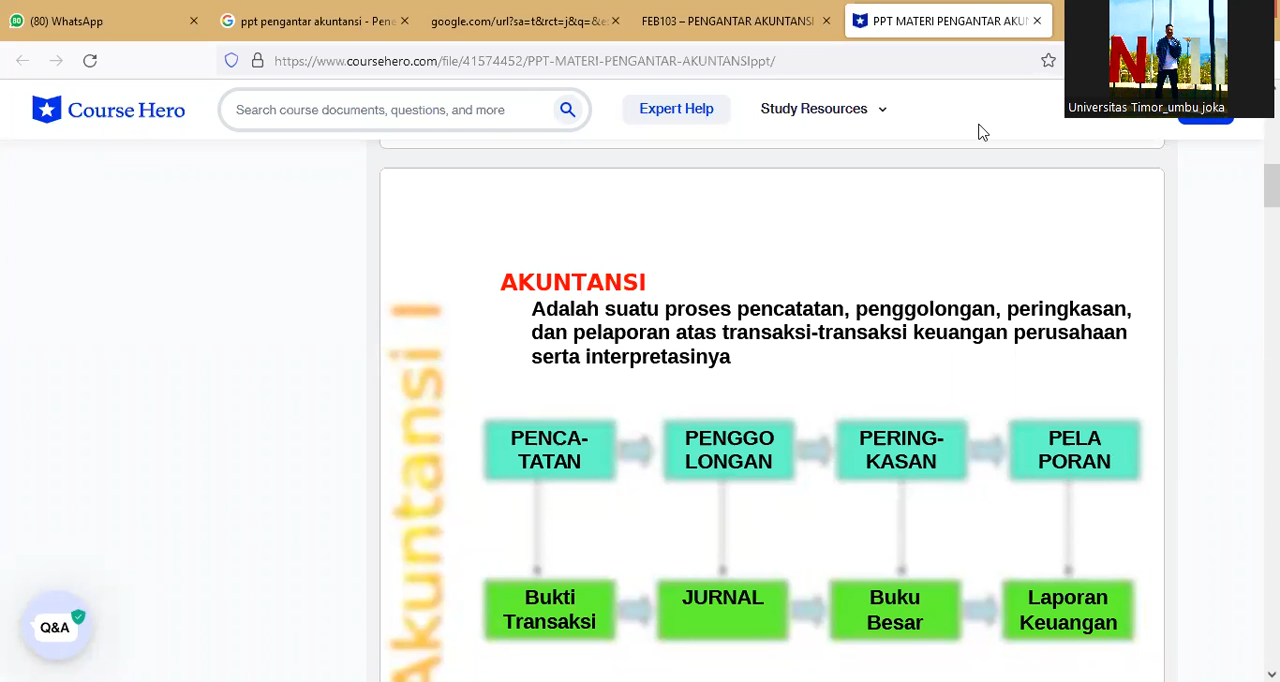 (80) WhatsApp
ppt pengantar akuntansi - Pene
google.com/url?sa=t&rct=j&q=&e
FEB103 – PENGANTAR AKUNTANSI
PPT MATERI PENGANTAR AKU
https://www.coursehero.com/file/41574452/PPT-MATERI-PENGANTAR-AKUNTANSIppt/
Universitas Timor_umbu joka
Course Hero
Search course documents, questions, and more
Expert Help
Study Resources
AKUNTANSI
Adalah suatu proses pencatatan, penggolongan, peringkasan,
dan pelaporan atas transaksi-transaksi keuangan perusahaan
serta interpretasinya
Akuntansi I
PENCA-
TATAN
PENGGO
LONGAN
PERING-
KASAN
PELA
PORAN
Bukti
Transaksi
JURNAL
Buku
Besar
Laporan
Keuangan
Q&A